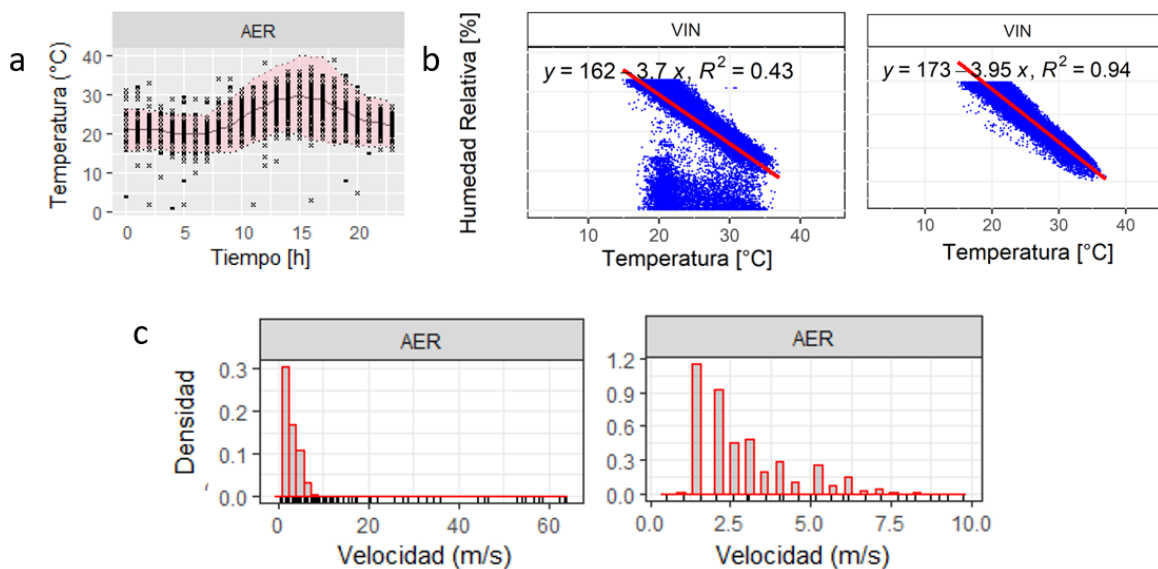 a
AER
Temperatura (°C)
40
30
20
10
0
0 5 10 15 20
Tiempo [h]
b
VIN
y = 162 −3.7 x, R² = 0.43
Humedad Relativa [%]
10 20 30 40
Temperatura [°C]
VIN
y = 173 −3.95 x, R² = 0.94
10 20 30 40
Temperatura [°C]
c
AER
Densidad
0.3
0.2
0.1
0.0
0 20 40 60
Velocidad (m/s)
AER
1.2
0.9
0.6
0.3
0.0
0.0 2.5 5.0 7.5 10.0
Velocidad (m/s)